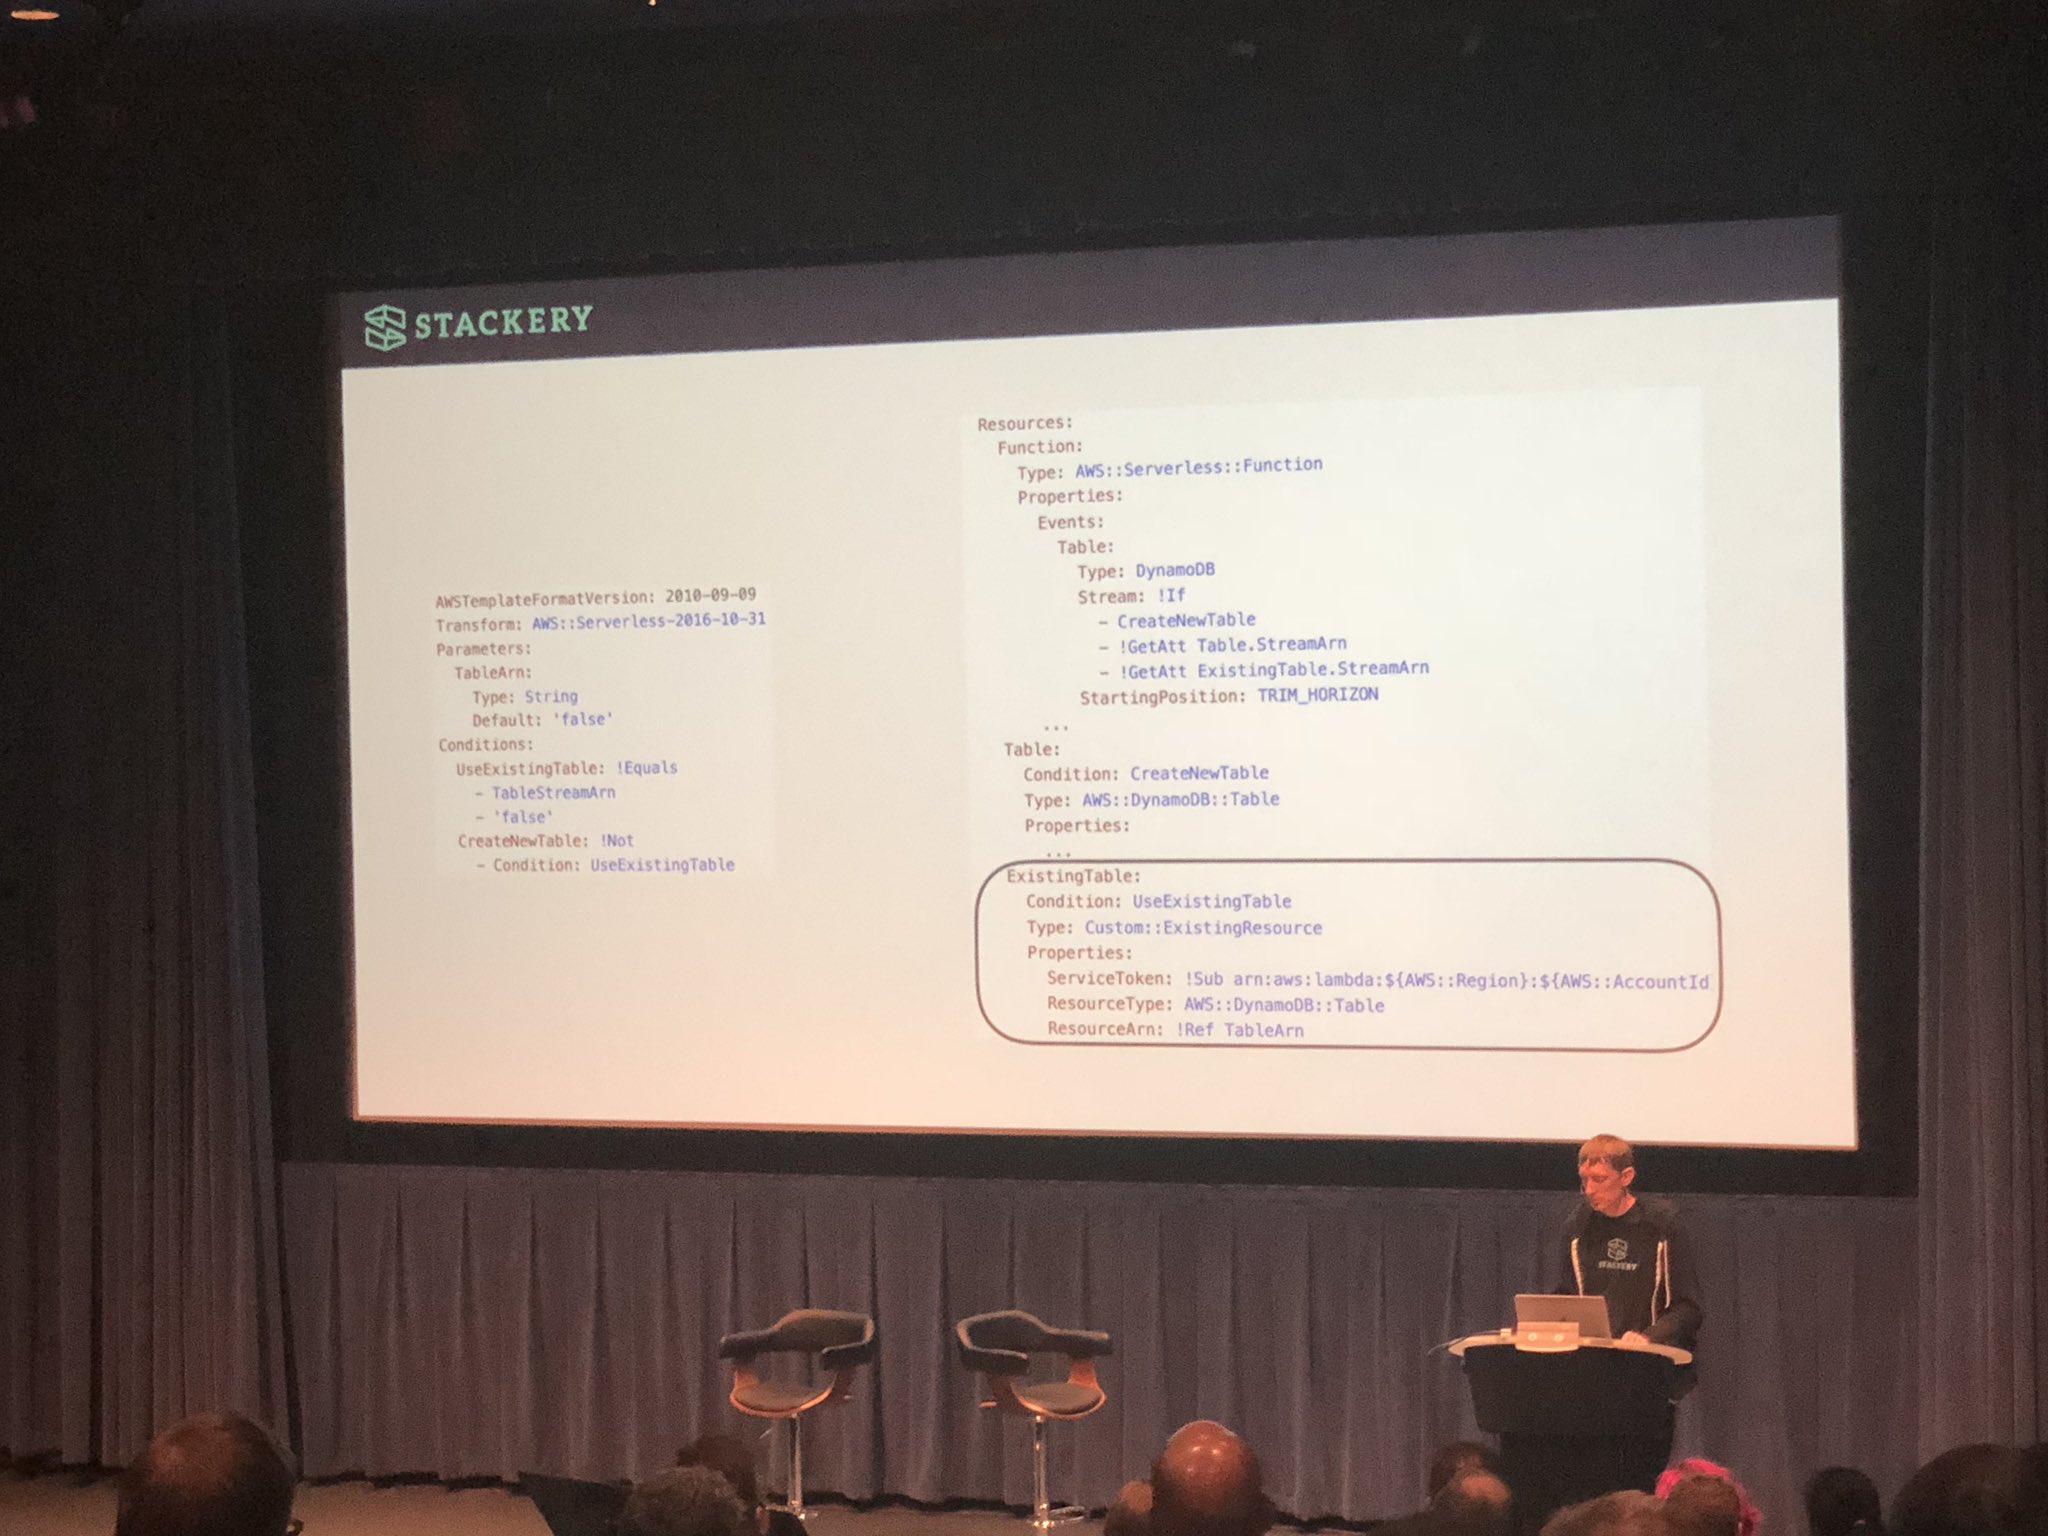 STACKERY
AWSTemplateFormatVersion: 2010-09-09
Transform: AWS::Serverless-2016-10-31
Parameters:
TableArn:
Type: String
Default: 'false'
Conditions:
UseExistingTable: !Equals
- TableStreamArn
- 'false'
CreateNewTable: !Not
- Condition: UseExistingTable
Resources:
Function:
Type: AWS::Serverless::Function
Properties:
Events:
Table:
Type: DynamoDB
Stream: !If
- CreateNewTable
- !GetAtt Table.StreamArn
- !GetAtt ExistingTable.StreamArn
StartingPosition: TRIM_HORIZON
...
Table:
Condition: CreateNewTable
Type: AWS::DynamoDB::Table
Properties:
...
ExistingTable:
Condition: UseExistingTable
Type: Custom::ExistingResource
Properties:
ServiceToken: !Sub arn:aws:lambda:${AWS::Region}:${AWS::AccountId
ResourceType: AWS::DynamoDB::Table
ResourceArn: !Ref TableArn
STACKERY